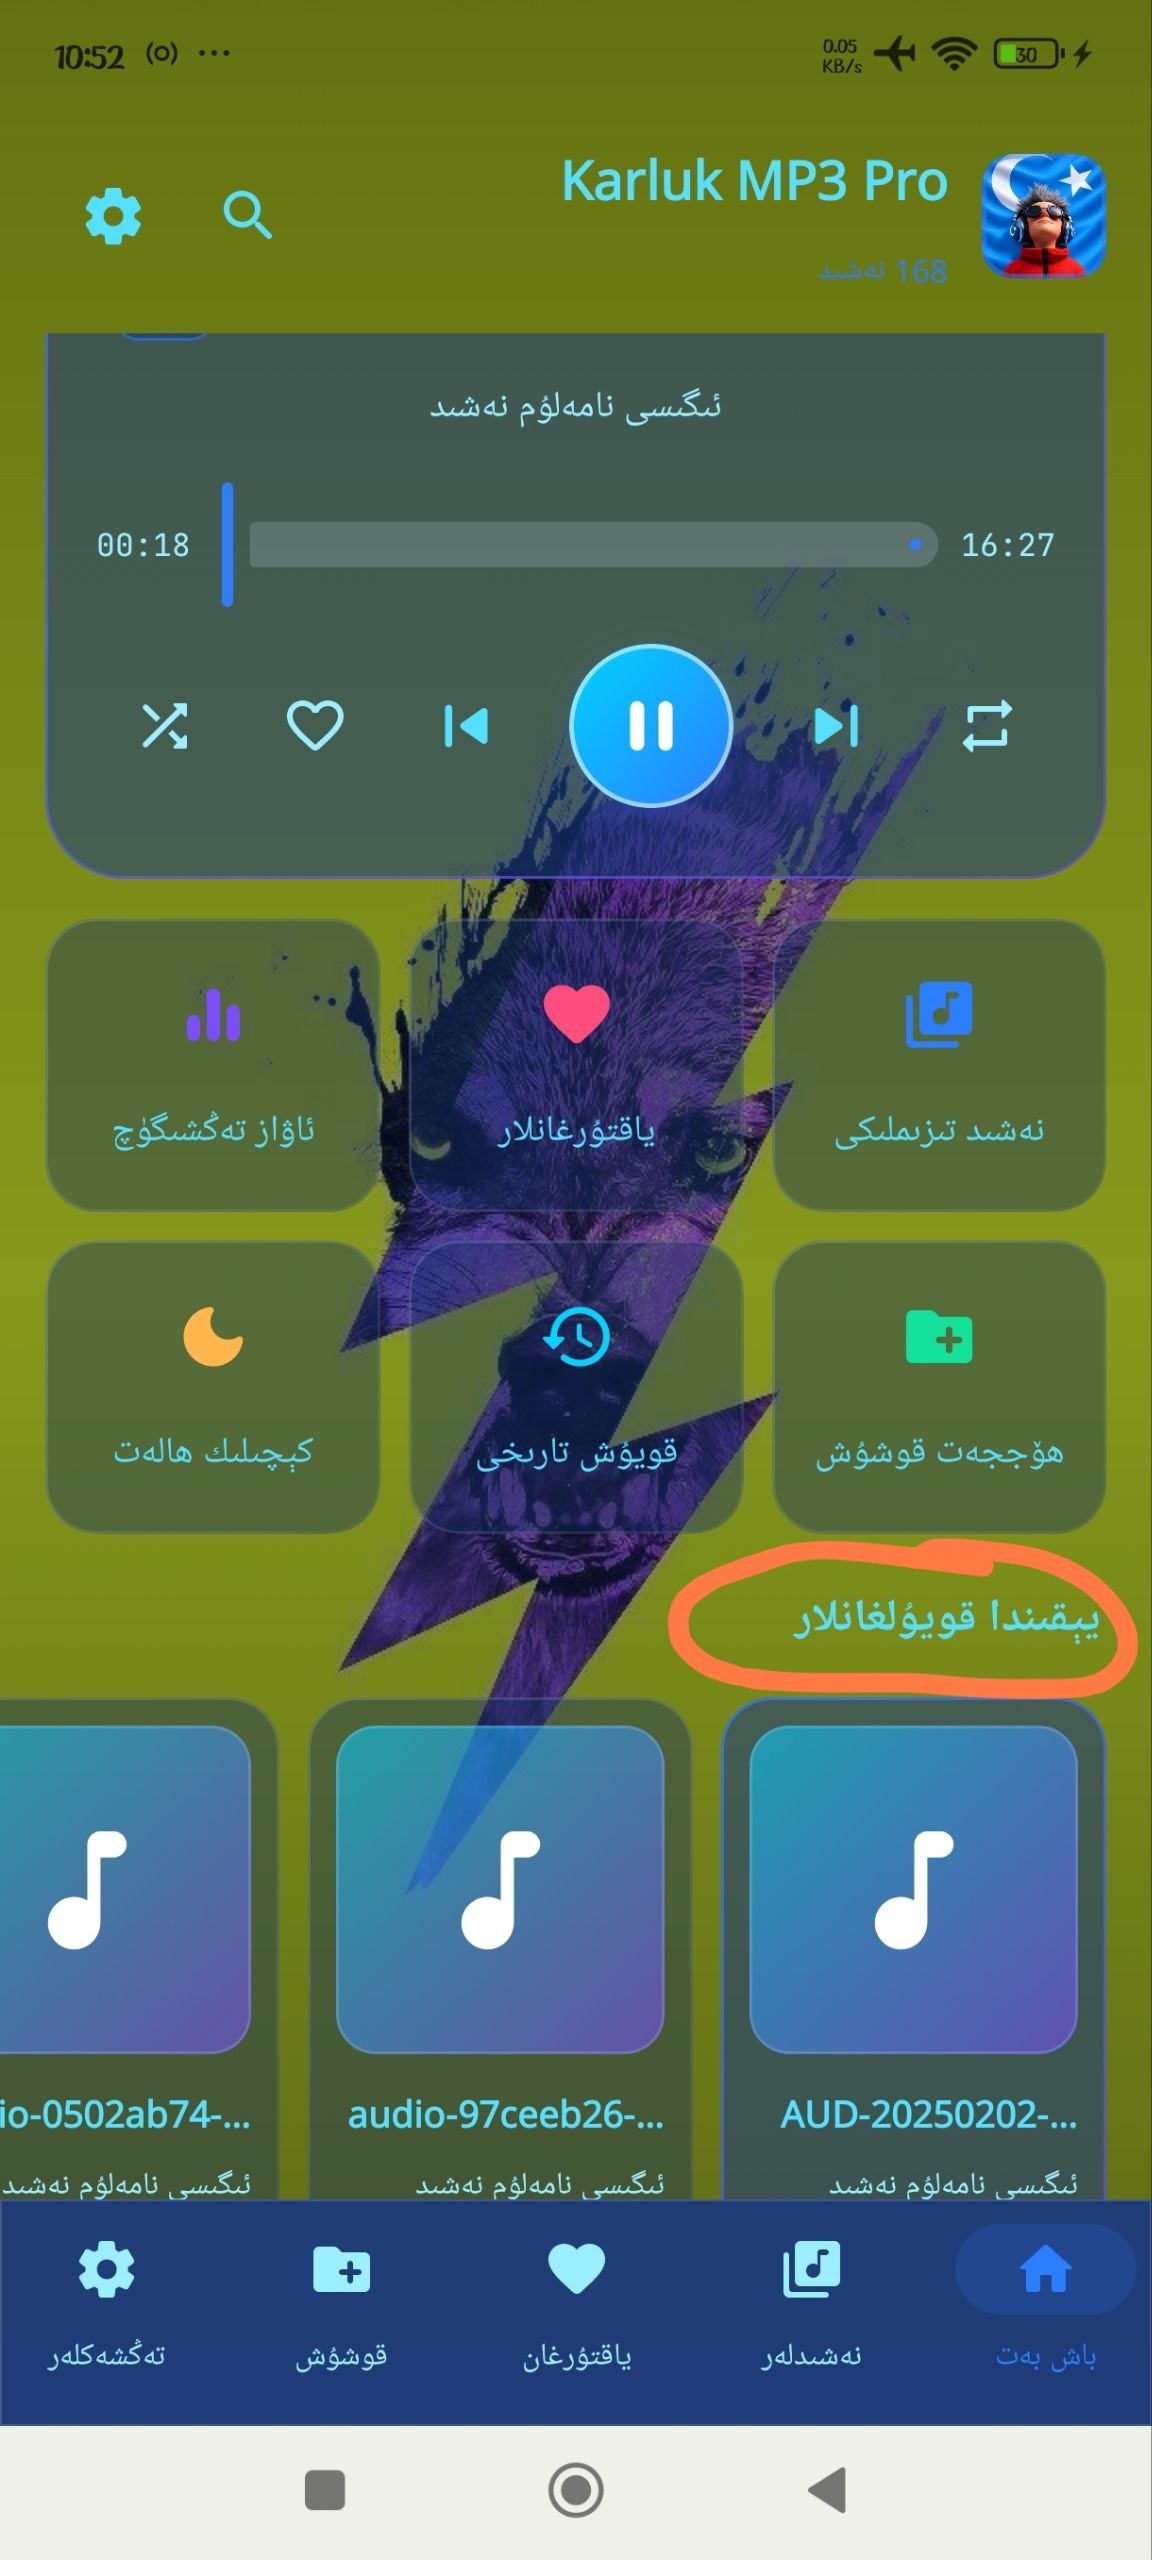 10:52
0.05
KB/s
30
Karluk MP3 Pro
168 نەشىد
ئىگىسى نامەلۇم نەشىد
00:18
16:27
نەشىد تىزىملىكى
ياقتۇرغانلار
ئاۋاز تەڭشىگۈچ
ھۆججەت قوشۇش
قويۇش تارىخى
كېچىلىك ھالەت
يېقىندا قويۇلغانلار
AUD-20250202-...
audio-97ceeb26-...
io-0502ab74-...
ئىگىسى نامەلۇم نەشىد
ئىگىسى نامەلۇم نەشىد
ئىگىسى نامەلۇم نەشىد
باش بەت
نەشىدلەر
ياقتۇرغان
قوشۇش
تەڭشەكلەر